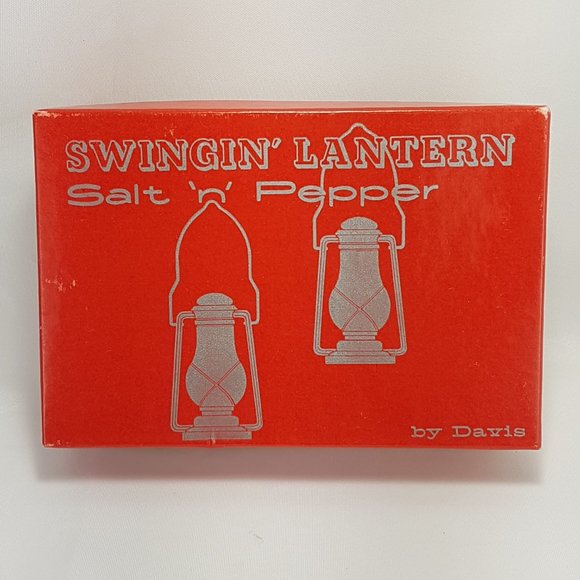 SWINGIN' LANTERN
Salt 'n' Pepper
by Davis